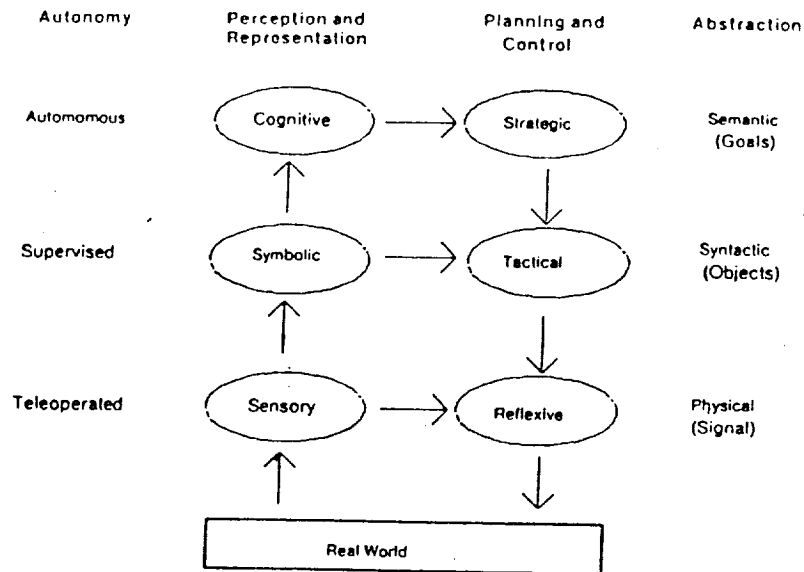 Autonomy
Perception and
Representation
Planning and
Control
Abstraction
Automomous
Cognitive
Strategic
Semantic
(Goals)
Supervised
Symbolic
Tactical
Syntactic
(Objects)
Teleoperated
Sensory
Reflexive
Physical
(Signal)
Real World